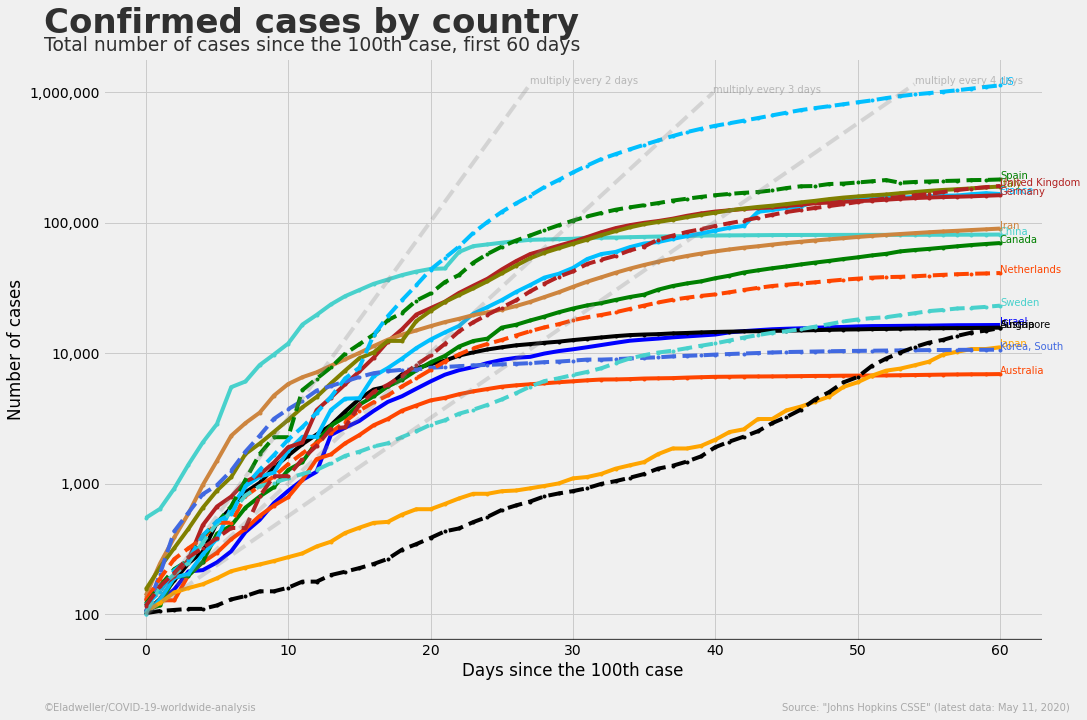 Confirmed cases by country
Total number of cases since the 100th case, first 60 days
multiply every 2 days
multiply every 3 days
multiply every 4 days
US
1,000,000
100,000
10,000
1,000
100
Number of cases
Spain
United Kingdom
Germany
Iran
China
Canada
Netherlands
Sweden
Israel
Singapore
Korea, South
Japan
Australia
0 10 20 30 40 50 60
Days since the 100th case
©Eladweller/COVID-19-worldwide-analysis
Source: "Johns Hopkins CSSE" (latest data: May 11, 2020)